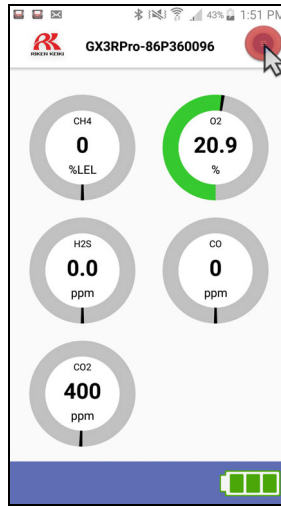 43% 1:51 PM
RIKEN KEIKI
GX3RPro-86P360096
CH4
0
%LEL
O2
20.9
%
H2S
0.0
ppm
CO
0
ppm
CO2
400
ppm